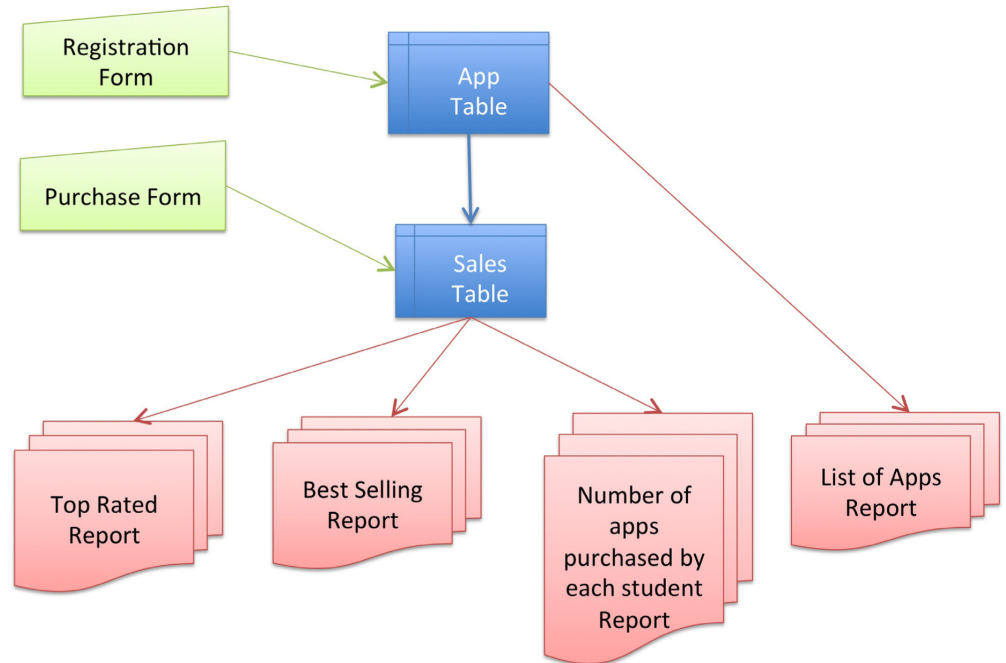 Registration
Form
App
Table
Purchase Form
Sales
Table
Top Rated
Report
Best Selling
Report
Number of
apps
purchased by
each student
Report
List of Apps
Report